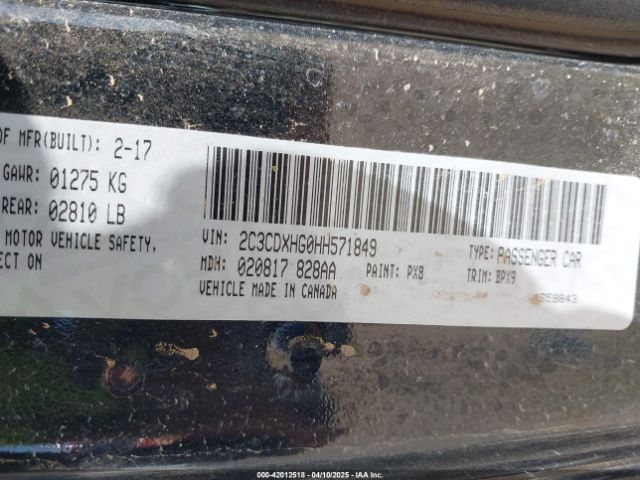 OF MFR(BUILT): 2-17
GAWR: 01275 KG
REAR: 02810 LB
MOTOR VEHICLE SAFETY,
ECT ON
VIN: 2C3CDXHG0HH571849
TYPE: PASSENGER CAR
MDH: 020817 828AA PAINT: PX8 TRIM: BPX9
VEHICLE MADE IN CANADA
000-42012518 - 04/10/2025 - IAA Inc.